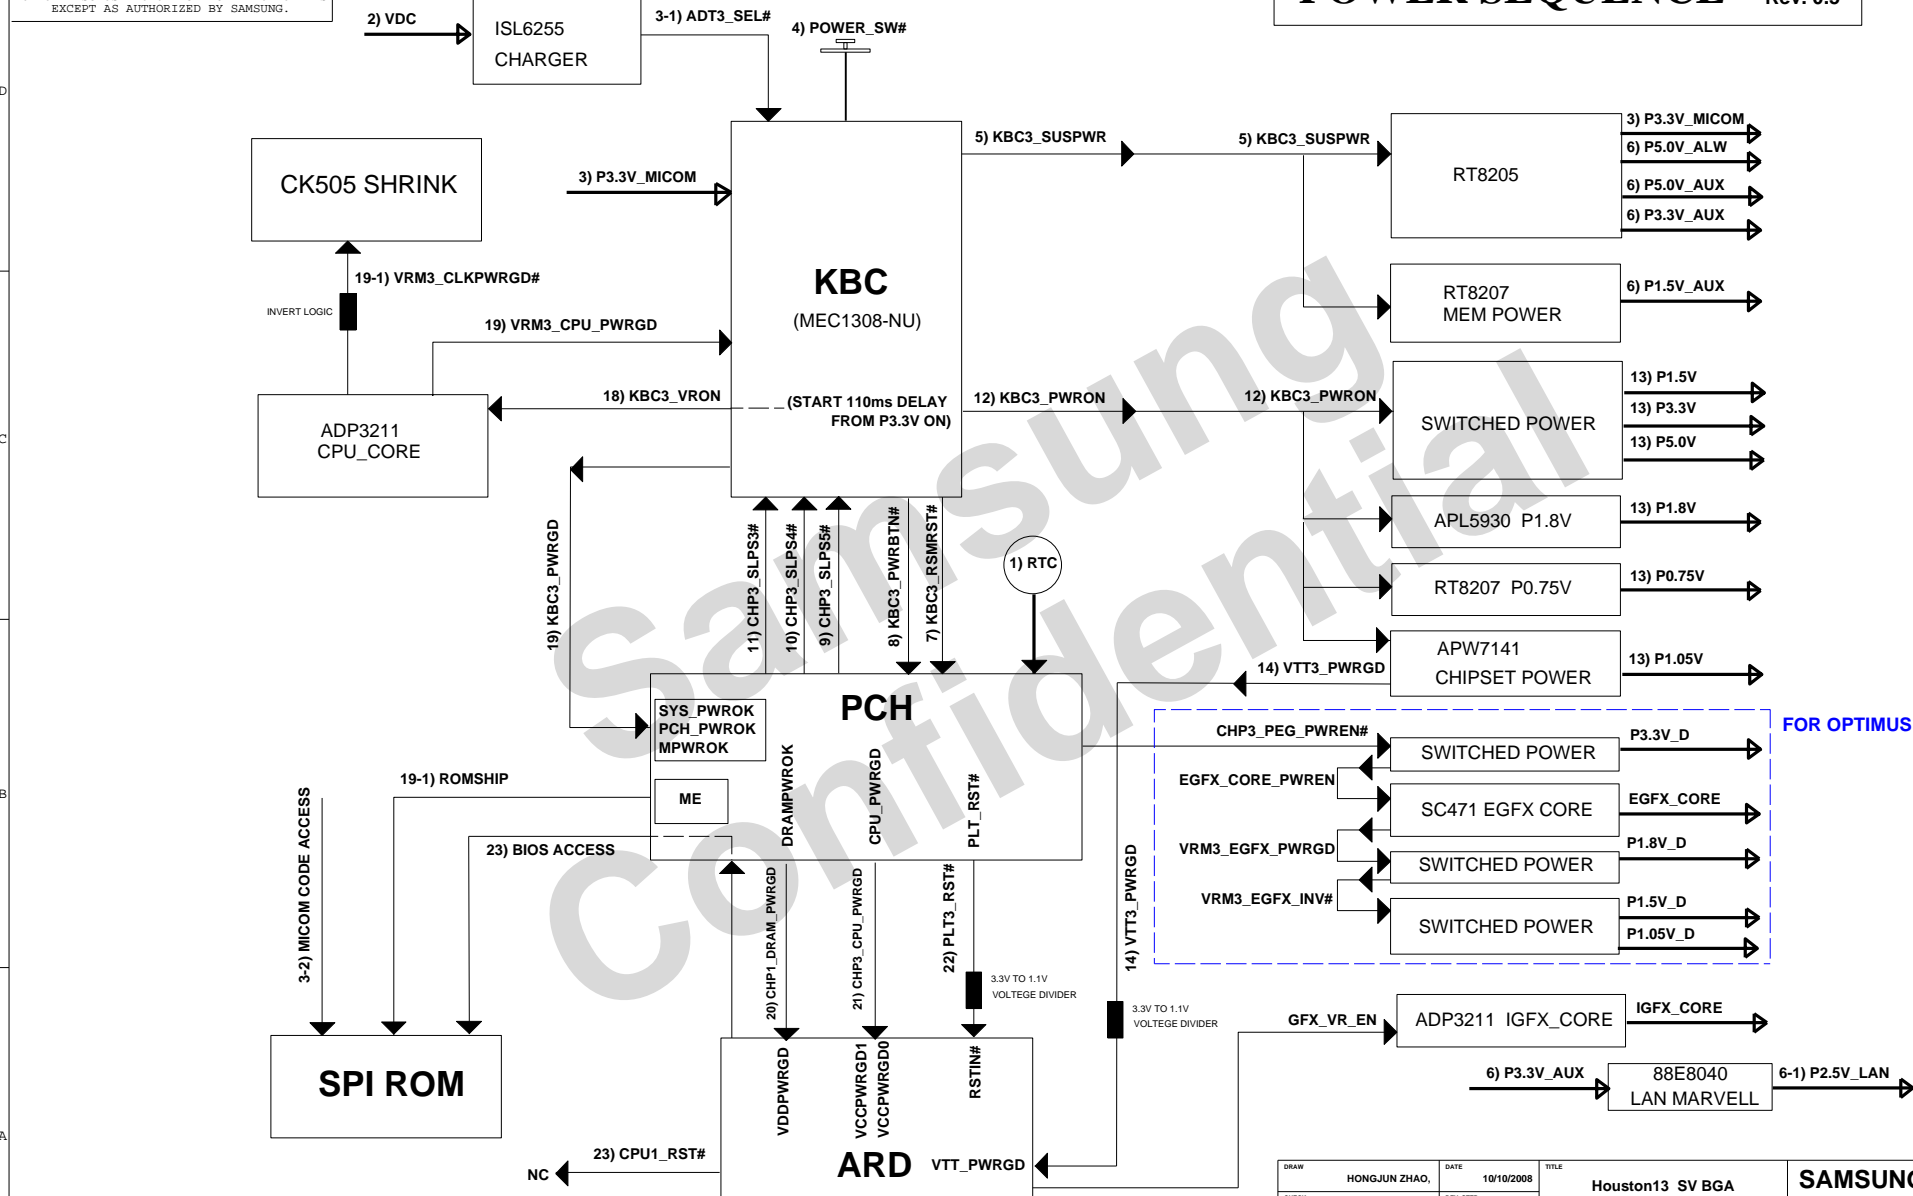 EXCEPT AS AUTHORIZED BY SAMSUNG.
POWER SEQUENCE
2) VDC
ISL6255
CHARGER
3-1) ADT3_SEL#
4) POWER_SW#
D
CK505 SHRINK
3) P3.3V_MICOM
5) KBC3_SUSPWR
5) KBC3_SUSPWR
RT8205
3) P3.3V_MICOM
6) P5.0V_ALW
6) P5.0V_AUX
6) P3.3V_AUX
19-1) VRM3_CLKPWRGD#
INVERT LOGIC
KBC
(MEC1308-NU)
RT8207
MEM POWER
6) P1.5V_AUX
19) VRM3_CPU_PWRGD
18) KBC3_VRON
(START 110ms DELAY
FROM P3.3V ON)
12) KBC3_PWRON
12) KBC3_PWRON
SWITCHED POWER
13) P1.5V
13) P3.3V
13) P5.0V
ADP3211
CPU_CORE
C
APL5930 P1.8V
13) P1.8V
19) KBC3_PWRGD
11) CHP3_SLPS3#
10) CHP3_SLPS4#
9) CHP3_SLPS5#
8) KBC3_PWRBTN#
7) KBC3_RSMRST#
1) RTC
RT8207 P0.75V
13) P0.75V
APW7141
CHIPSET POWER
13) P1.05V
14) VTT3_PWRGD
PCH
SYS_PWROK
PCH_PWROK
MPWROK
ME
DRAMPWROK
CPU_PWRGD
PLT_RST#
FOR OPTIMUS
CHP3_PEG_PWREN#
SWITCHED POWER
P3.3V_D
EGFX_CORE_PWREN
SC471 EGFX CORE
EGFX_CORE
VRM3_EGFX_PWRGD
SWITCHED POWER
P1.8V_D
VRM3_EGFX_INV#
SWITCHED POWER
P1.5V_D
P1.05V_D
19-1) ROMSHIP
B
23) BIOS ACCESS
3-2) MICOM CODE ACCESS
20) CHP1_DRAM_PWRGD
21) CHP3_CPU_PWRGD
22) PLT3_RST#
14) VTT3_PWRGD
3.3V TO 1.1V
VOLTEGE DIVIDER
3.3V TO 1.1V
VOLTEGE DIVIDER
GFX_VR_EN
ADP3211 IGFX_CORE
IGFX_CORE
SPI ROM
VDDPWRGD
VCCPWRGD1
VCCPWRGD0
RSTIN#
6) P3.3V_AUX
88E8040
LAN MARVELL
6-1) P2.5V_LAN
A
23) CPU1_RST#
NC
ARD
VTT_PWRGD
DRAW
HONGJUN ZHAO,
DATE
10/10/2008
TITLE
Houston13 SV BGA
SAMSUNG
Samsung
Confidential